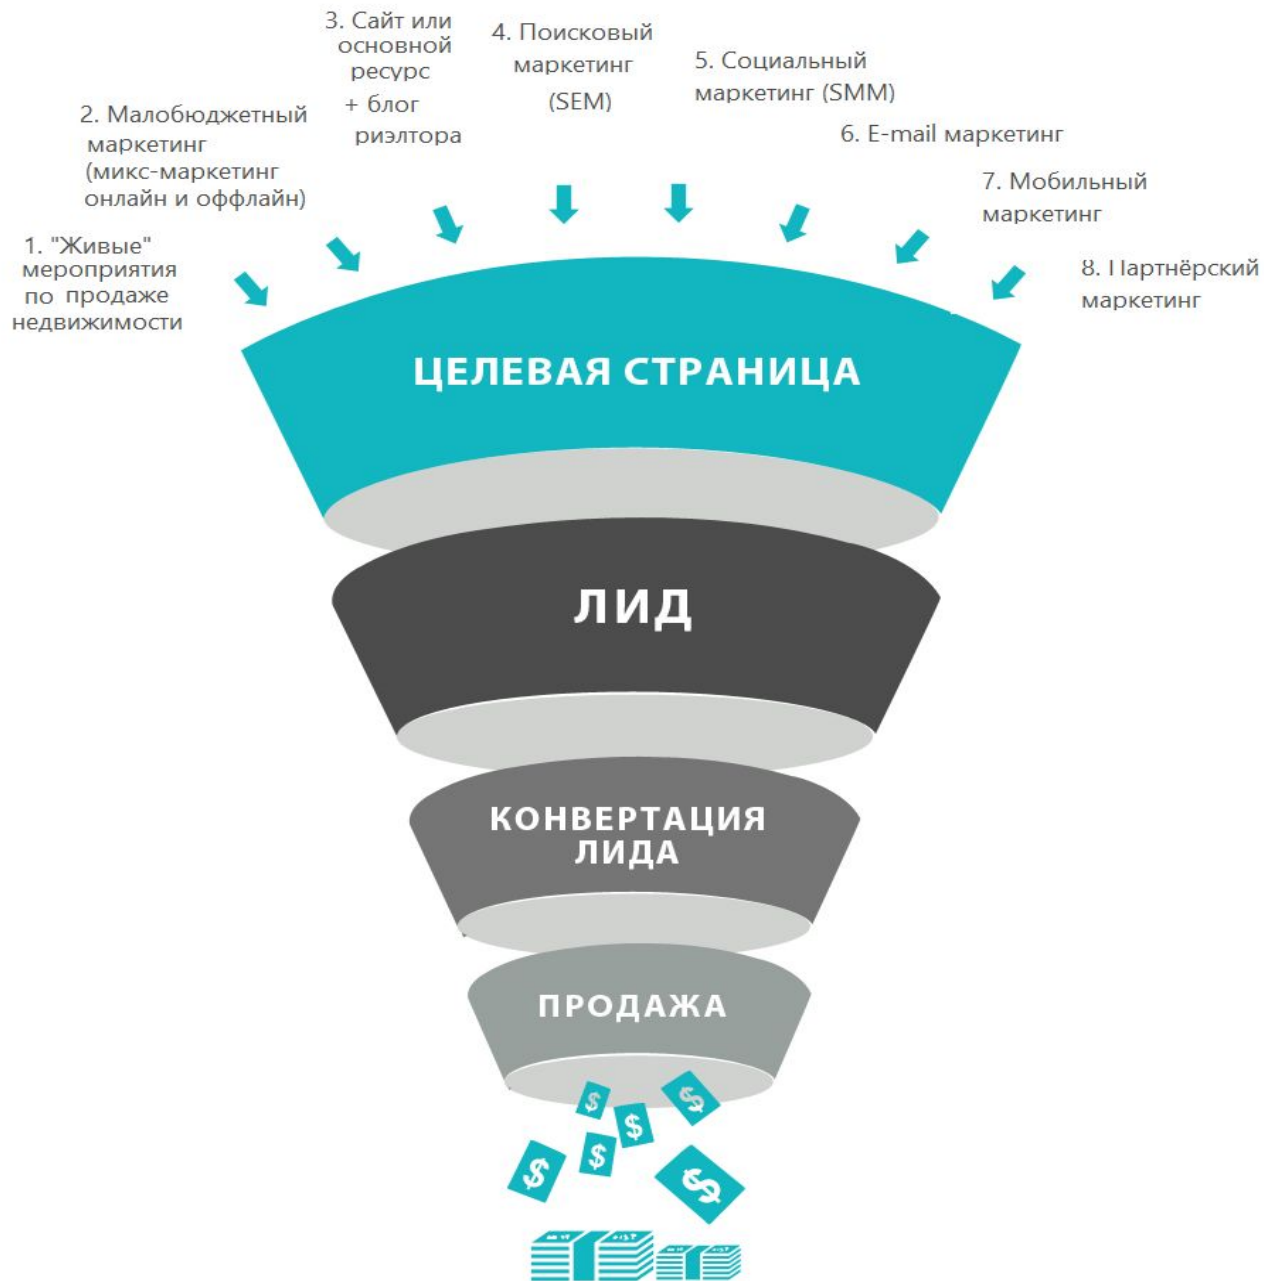 1. "Живые"
мероприятия
по продаже
недвижимости
2. Малобюджетный
маркетинг
(микс-маркетинг
онлайн и оффлайн)
3. Сайт или
основной
ресурс
+ блог
риэлтора
4. Поисковый
маркетинг
(SEM)
5. Социальный
маркетинг (SMM)
6. E-mail маркетинг
7. Мобильный
маркетинг
8. Партнёрский
маркетинг
ЦЕЛЕВАЯ СТРАНИЦА
ЛИД
КОНВЕРТАЦИЯ
ЛИДА
ПРОДАЖА
$
$
$
$
$
$